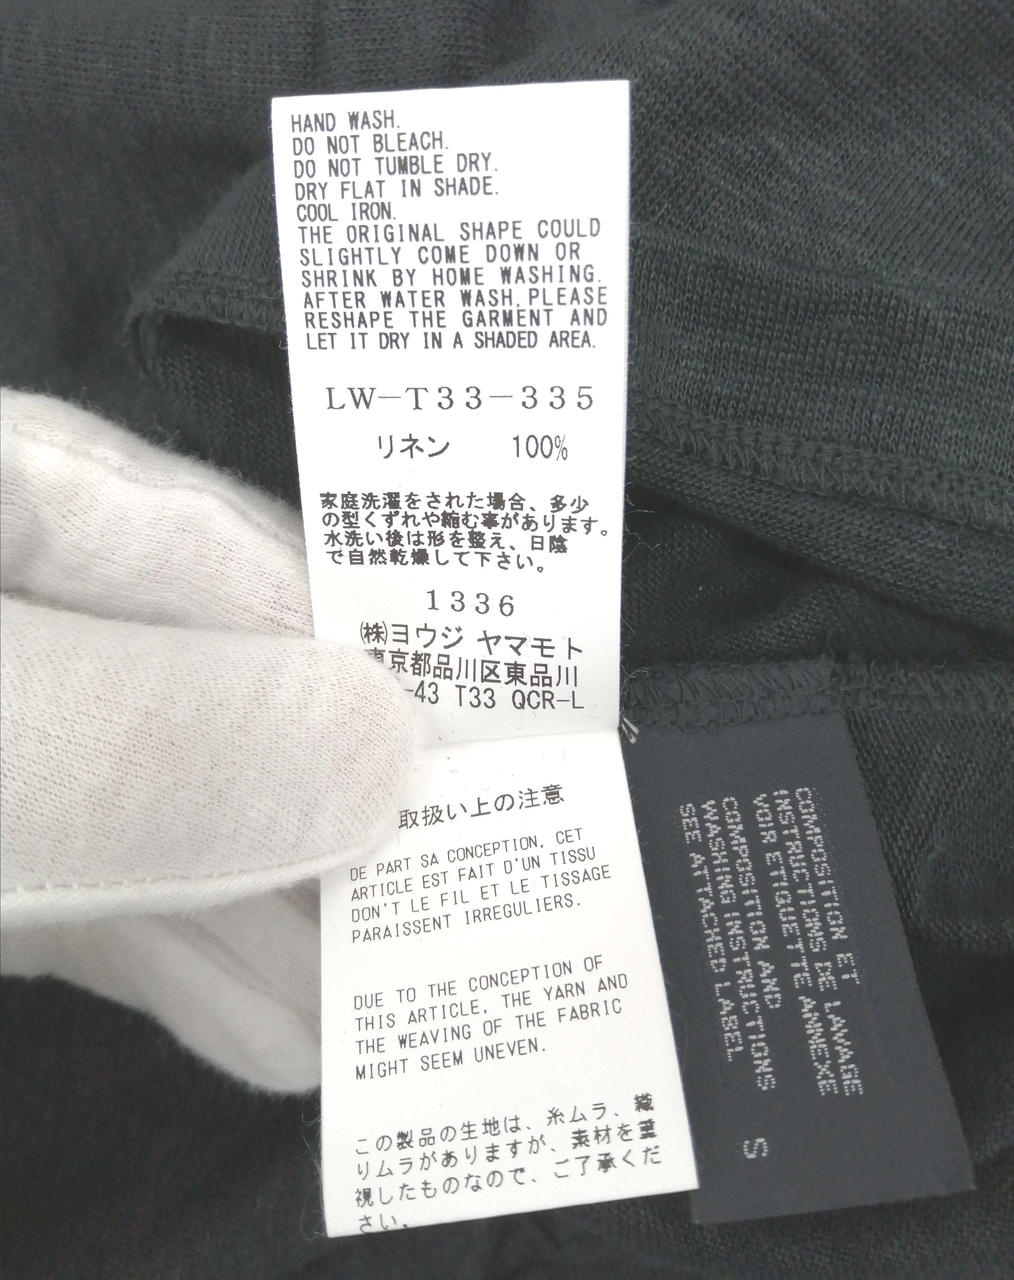 HAND WASH.
DO NOT BLEACH.
DO NOT TUMBLE DRY.
DRY FLAT IN SHADE.
COOL IRON.
THE ORIGINAL SHAPE COULD
SLIGHTLY COME DOWN OR
SHRINK BY HOME WASHING.
AFTER WATER WASH, PLEASE
RESHAPE THE GARMENT AND
LET IT DRY IN A SHADED AREA.
LW-T33-335
リネン 100%
家庭洗濯をされた場合、多少
の型くずれや縮む事があります。
水洗い後は形を整え、日陰
で自然乾燥して下さい。
1336
(株)ヨウジ ヤマモト
東京都品川区東品川
-43 T33 QCR-L
取扱い上の注意
DE PART SA CONCEPTION, CET
ARTICLE EST FAIT D'UN TISSU
DON'T LE FIL ET LE TISSAGE
PARAISSENT IRREGULIERS.
DUE TO THE CONCEPTION OF
THIS ARTICLE, THE YARN AND
THE WEAVING OF THE FABRIC
MIGHT SEEM UNEVEN.
この製品の生地は、糸ムラ、織
りムラがありますが、素材を重
視したものなので、ご了承くだ
さい。
COMPOSITION ET
INSTRUCTIONS DE LAVAGE
VOIR ETIQUETTE ANNEXE
COMPOSITION AND
WASHING INSTRUCTIONS
SEE ATTACHED LABEL
S